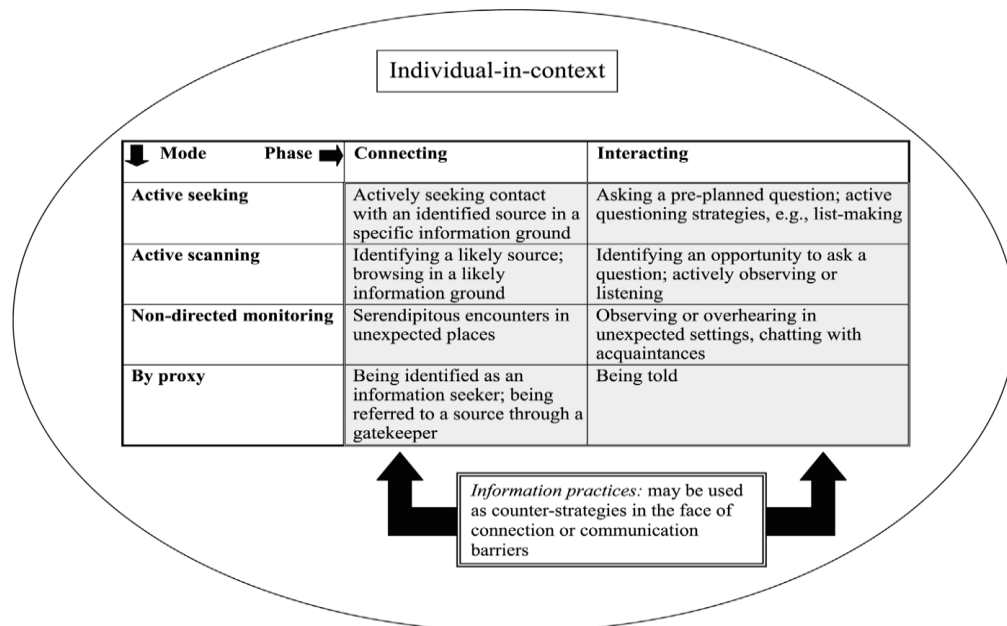 Individual-in-context
Mode Phase Connecting Interacting
Active seeking
Actively seeking contact
with an identified source in a
specific information ground
Asking a pre-planned question; active
questioning strategies, e.g., list-making
Active scanning
Identifying a likely source;
browsing in a likely
information ground
Identifying an opportunity to ask a
question; actively observing or
listening
Non-directed monitoring
Serendipitous encounters in
unexpected places
Observing or overhearing in
unexpected settings, chatting with
acquaintances
By proxy
Being identified as an
information seeker; being
referred to a source through a
gatekeeper
Being told
Information practices: may be used
as counter-strategies in the face of
connection or communication
barriers